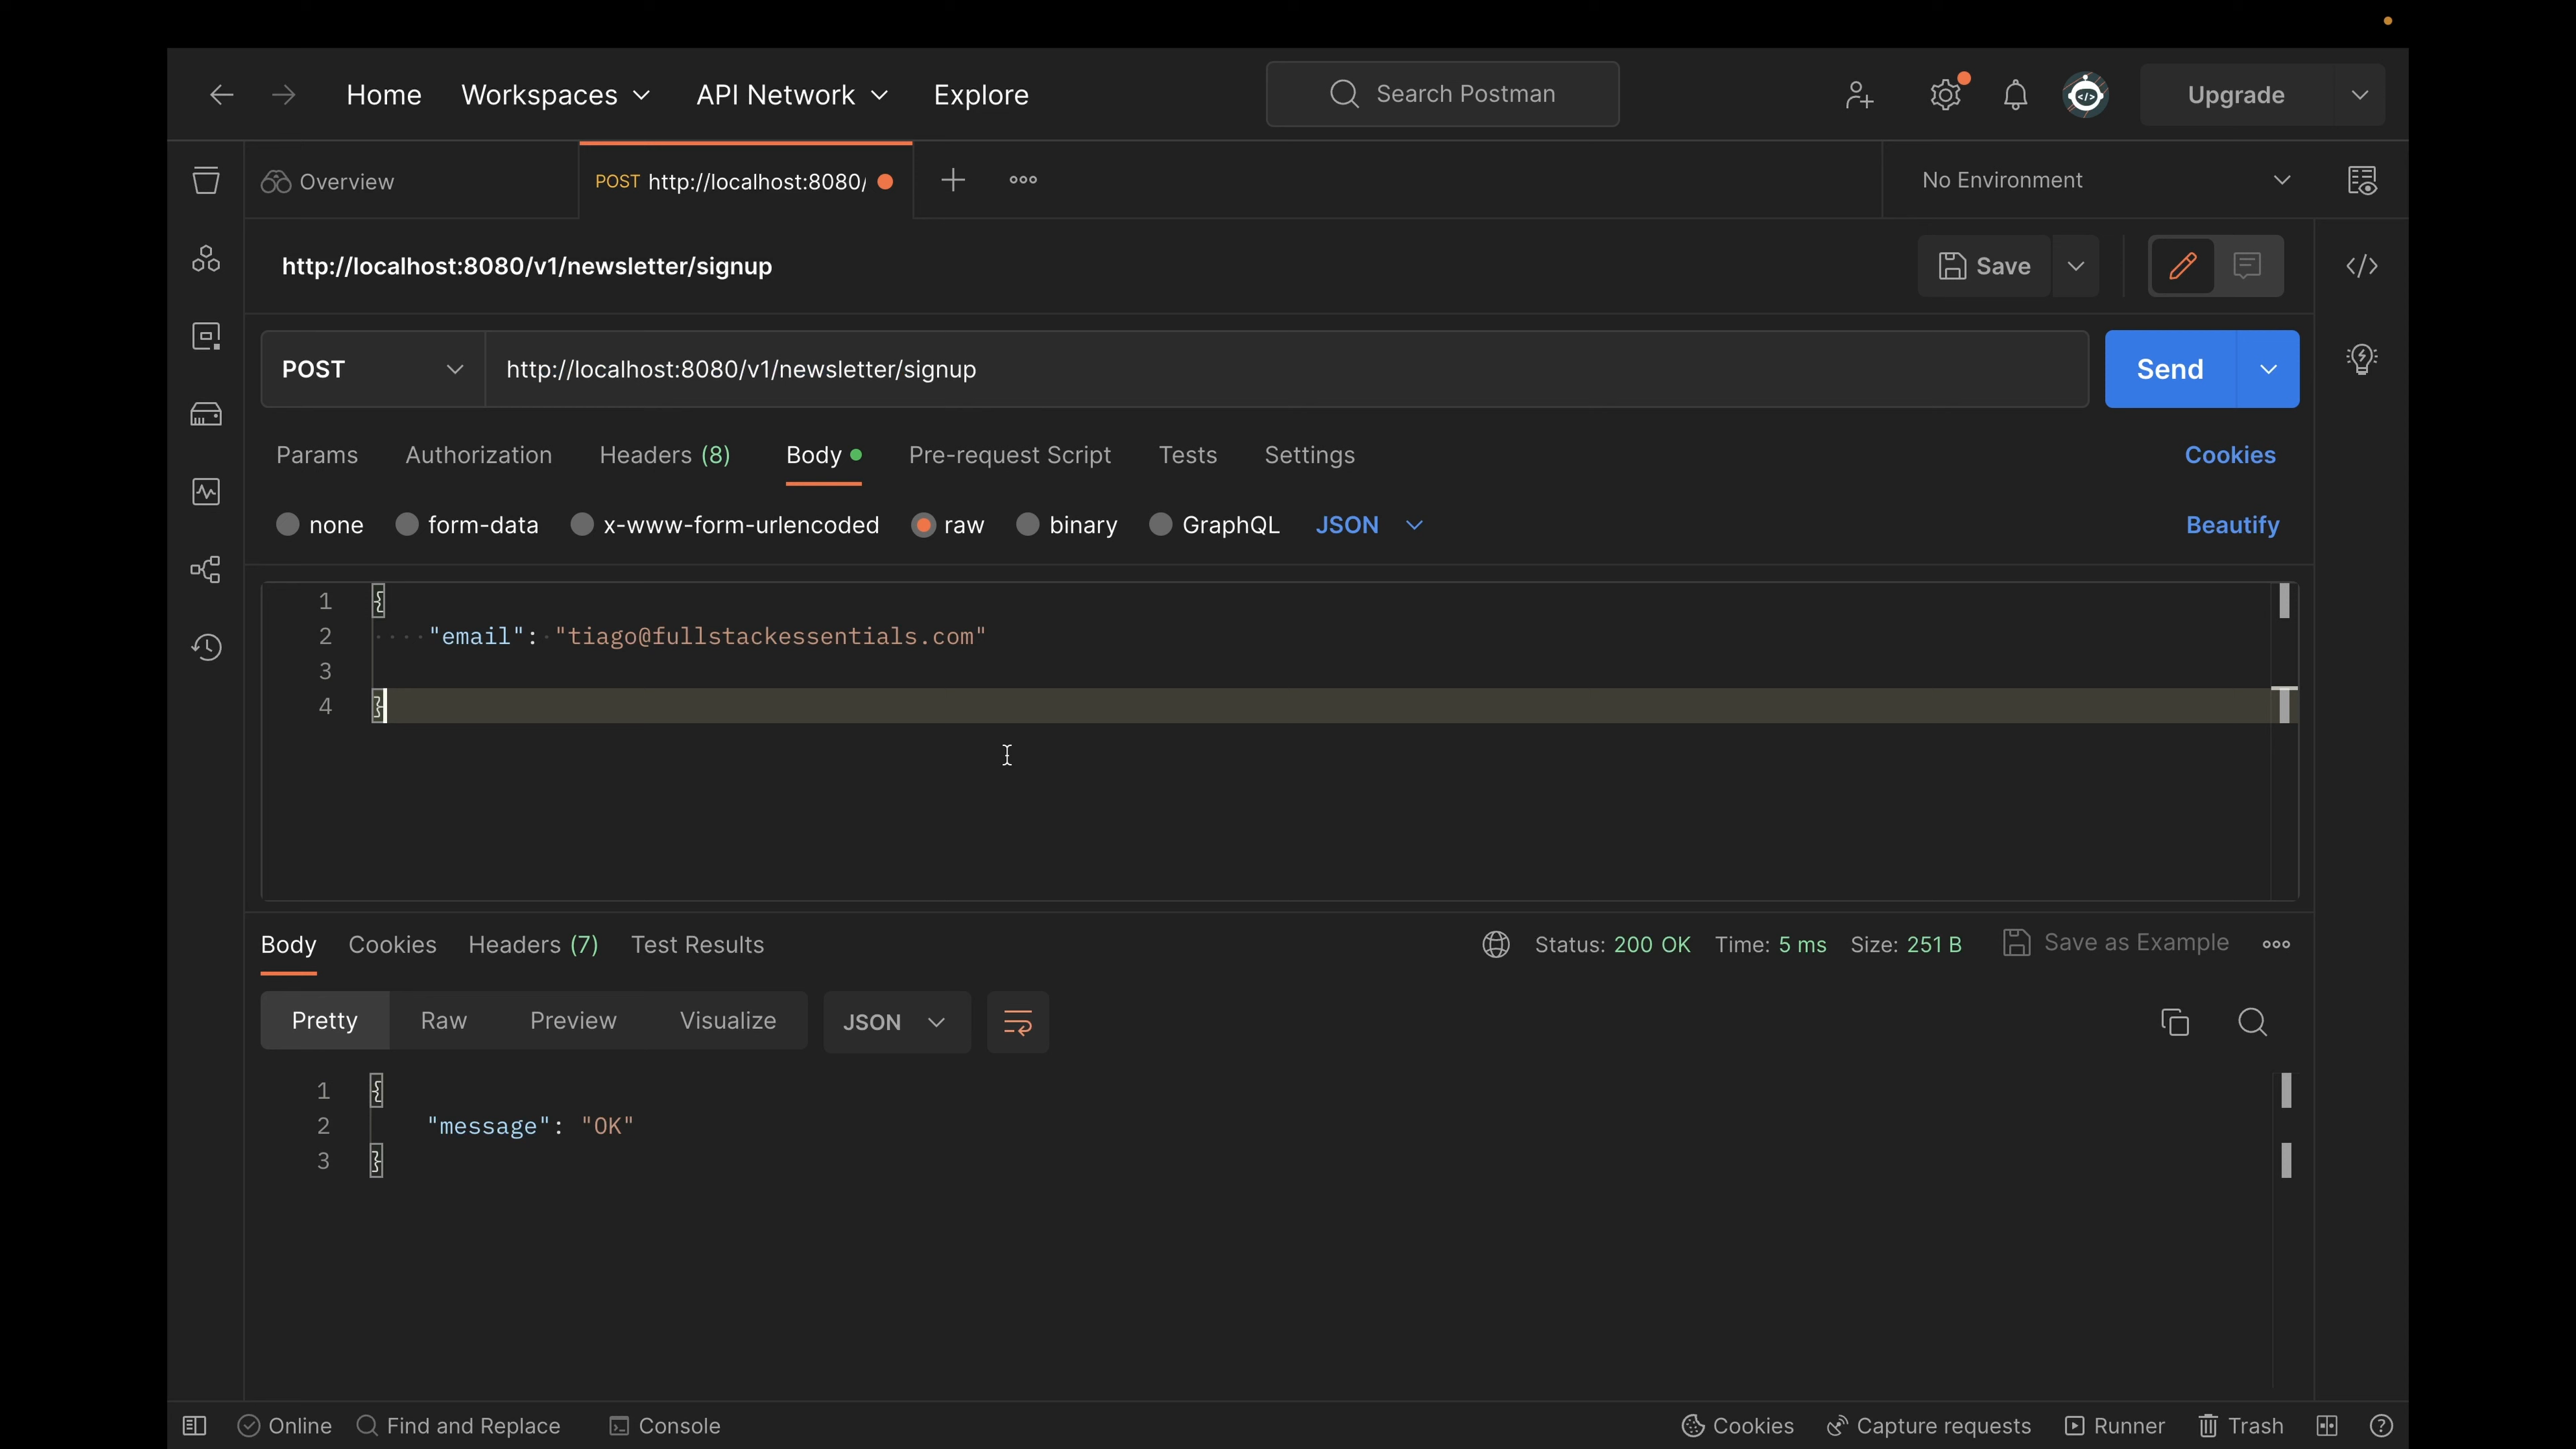 Home Workspaces API Network Explore Search Postman Upgrade
Overview POST http://localhost:8080/ No Environment
http://localhost:8080/v1/newsletter/signup Save
POST http://localhost:8080/v1/newsletter/signup Send
Params Authorization Headers (8) Body Pre-request Script Tests Settings Cookies
none form-data x-www-form-urlencoded raw binary GraphQL JSON Beautify
1 {
2 "email": "tiago@fullstackessentials.com"
3
4 }
Body Cookies Headers (7) Test Results Status: 200 OK Time: 5 ms Size: 251 B Save as Example
Pretty Raw Preview Visualize JSON
1 {
2 "message": "OK"
3 }
Online Find and Replace Console Cookies Capture requests Runner Trash